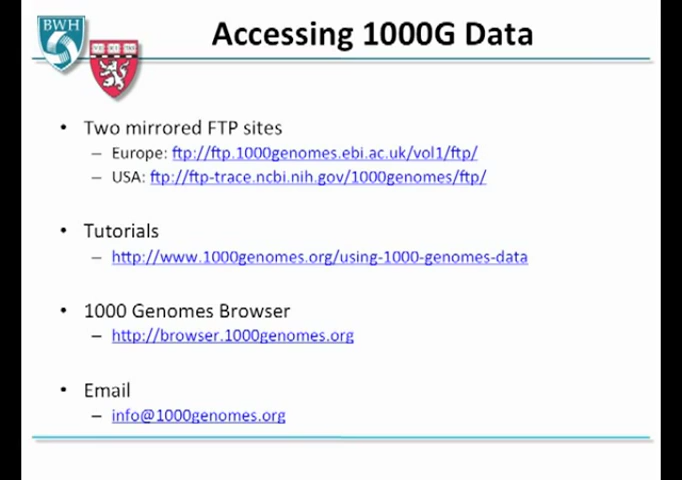 BWH
Accessing 1000G Data
• Two mirrored FTP sites
– Europe: ftp://ftp.1000genomes.ebi.ac.uk/vol1/ftp/
– USA: ftp://ftp-trace.ncbi.nih.gov/1000genomes/ftp/
• Tutorials
– http://www.1000genomes.org/using-1000-genomes-data
• 1000 Genomes Browser
– http://browser.1000genomes.org
• Email
– info@1000genomes.org